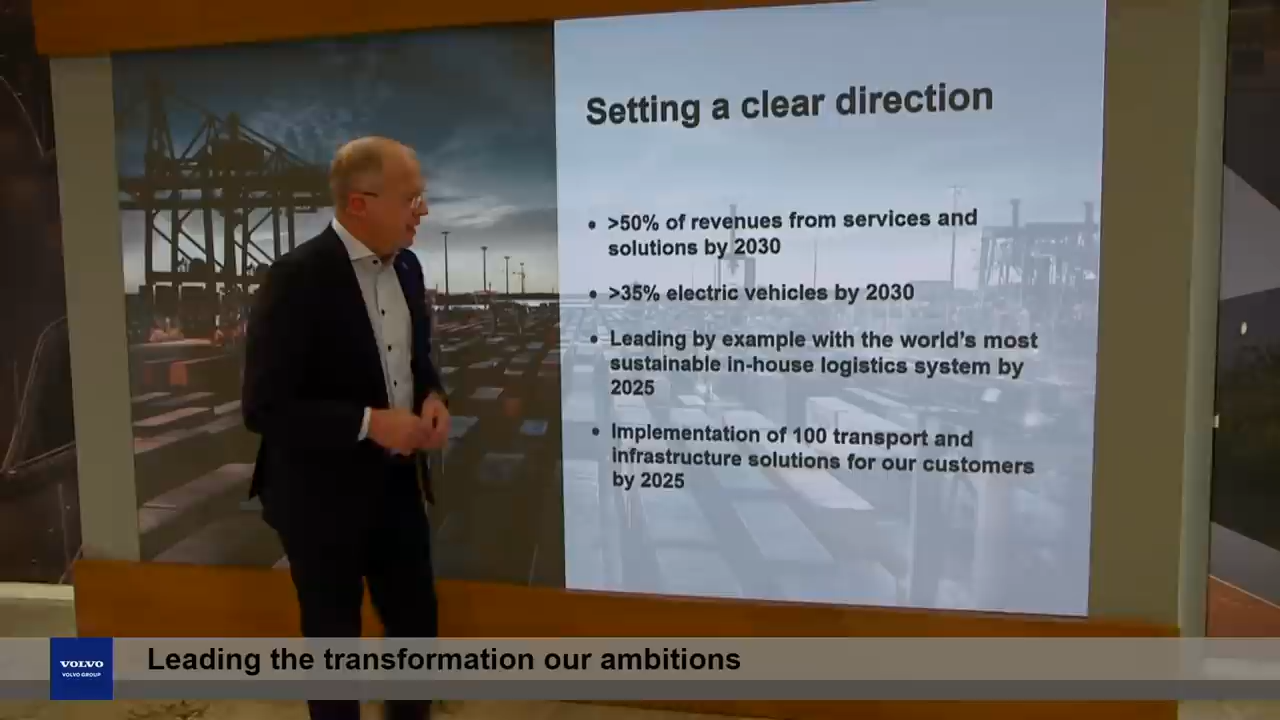 Setting a clear direction
• >50% of revenues from services and
solutions by 2030
• >35% electric vehicles by 2030
• Leading by example with the world's most
sustainable in-house logistics system by
2025
• Implementation of 100 transport and
infrastructure solutions for our customers
by 2025
VOLVO
VOLVO GROUP
Leading the transformation our ambitions